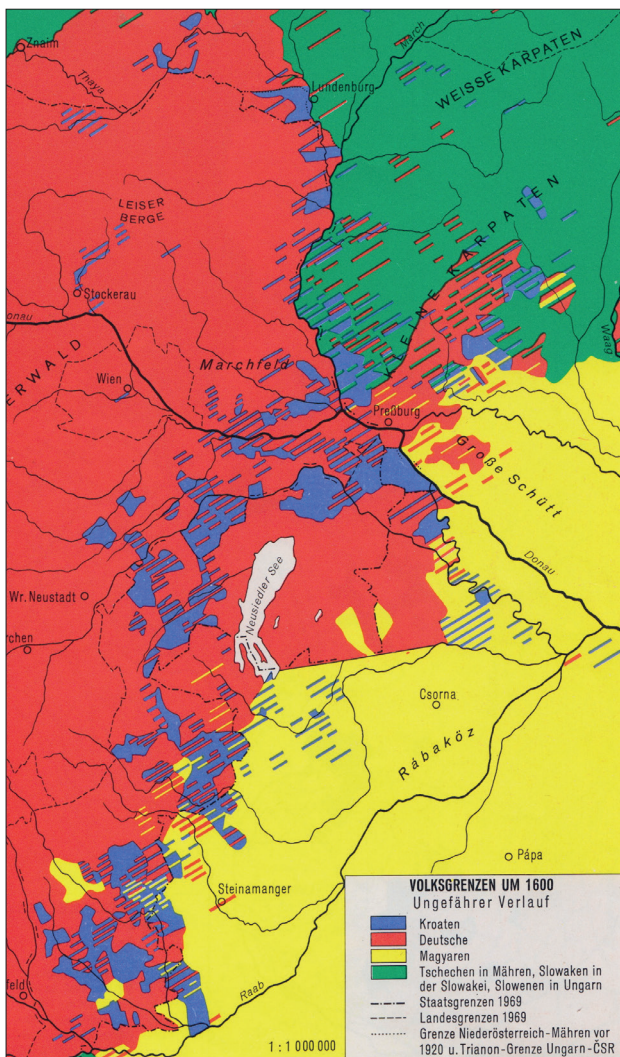 Znaim
Thaya
March
WEISSE KARPATEN
Lundenburg
LEISER
BERGE
KLEINE KARPATEN
Stockerau
onau
Waag
ERWALD
Marchfeld
Wien
Preßburg
Große Schütt
Donau
Neusiedler See
Wr. Neustadt
rchen
Csorna
Rábaköz
Pápa
Steinamanger
Raab
feld
1:1 000 000
VOLKSGRENZEN UM 1600
Ungefährer Verlauf
Kroaten
Deutsche
Magyaren
Tschechen in Mähren, Slowaken in
der Slowakei, Slowenen in Ungarn
Staatsgrenzen 1969
Landesgrenzen 1969
Grenze Niederösterreich-Mähren vor
1920 u. Trianon-Grenze Ungarn-ČSR